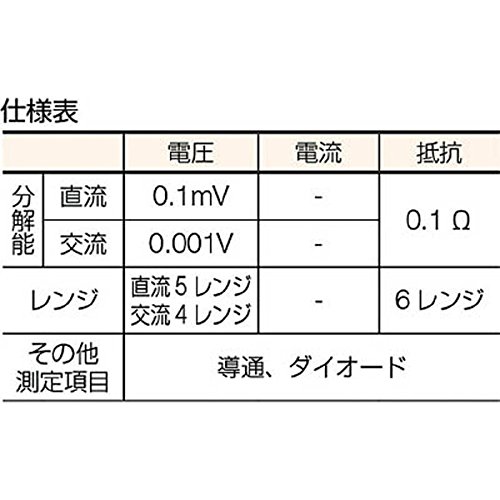 仕様表
電圧 電流 抵抗
分解能 直流 0.1mV - 0.1 Ω
交流 0.001V -
レンジ 直流5レンジ 交流4レンジ - 6レンジ
その他
測定項目 導通、ダイオード